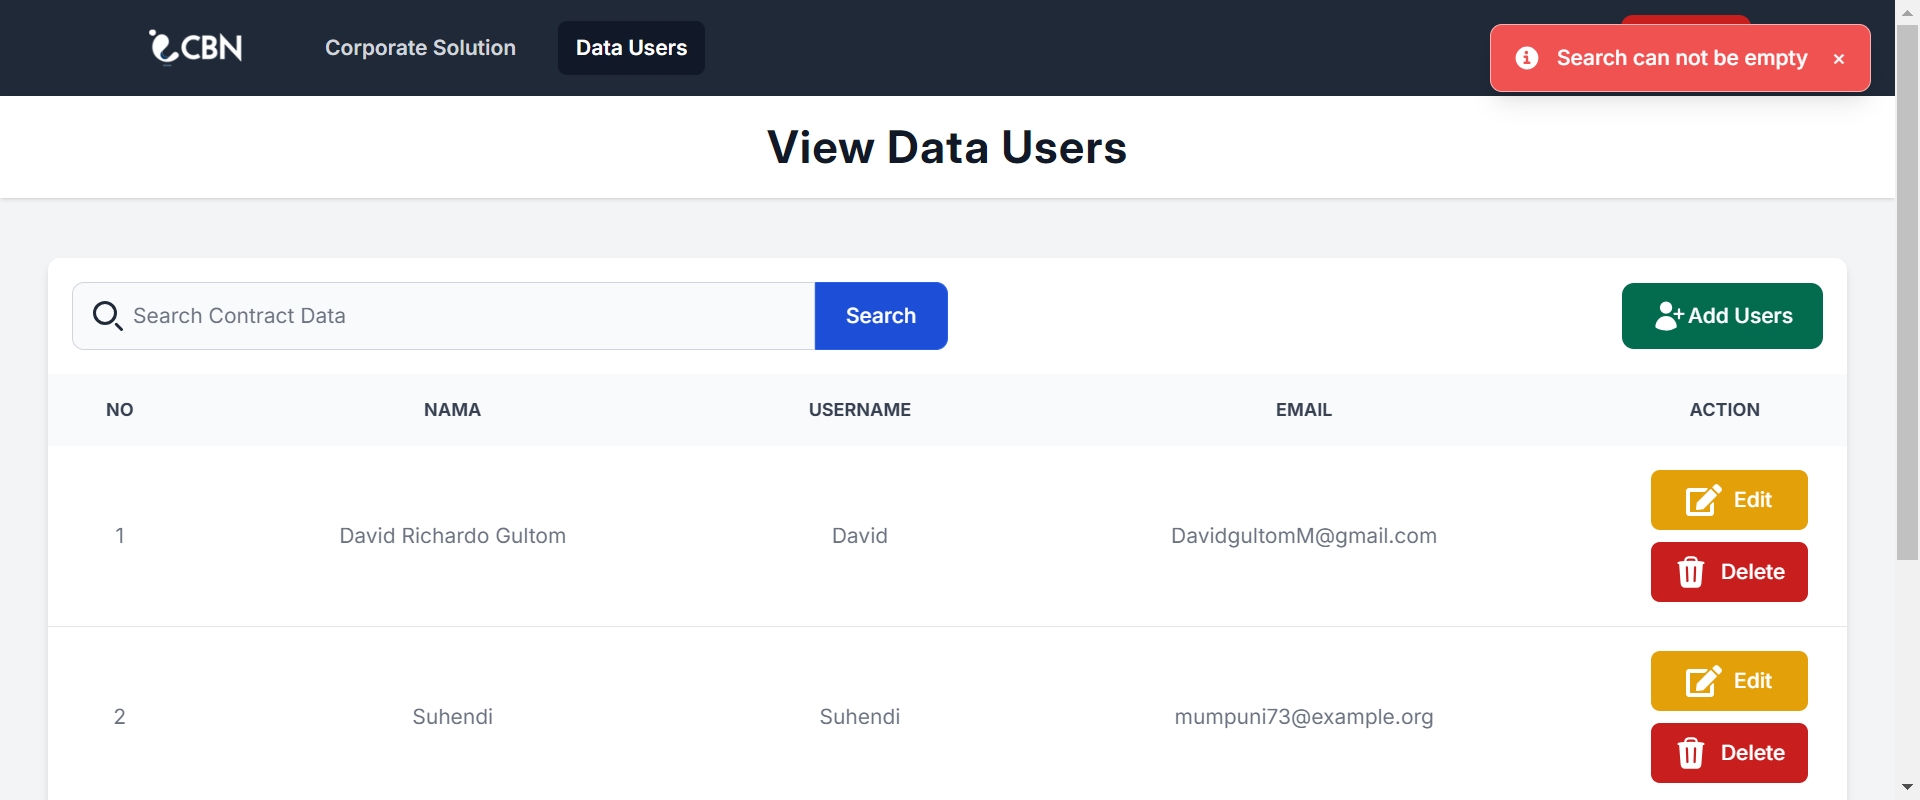 CBN
Corporate Solution
Data Users
Search can not be empty
×
View Data Users
Search Contract Data
Search
Add Users
NO
NAMA
USERNAME
EMAIL
ACTION
1
David Richardo Gultom
David
DavidgultomM@gmail.com
Edit
Delete
2
Suhendi
Suhendi
mumpuni73@example.org
Edit
Delete